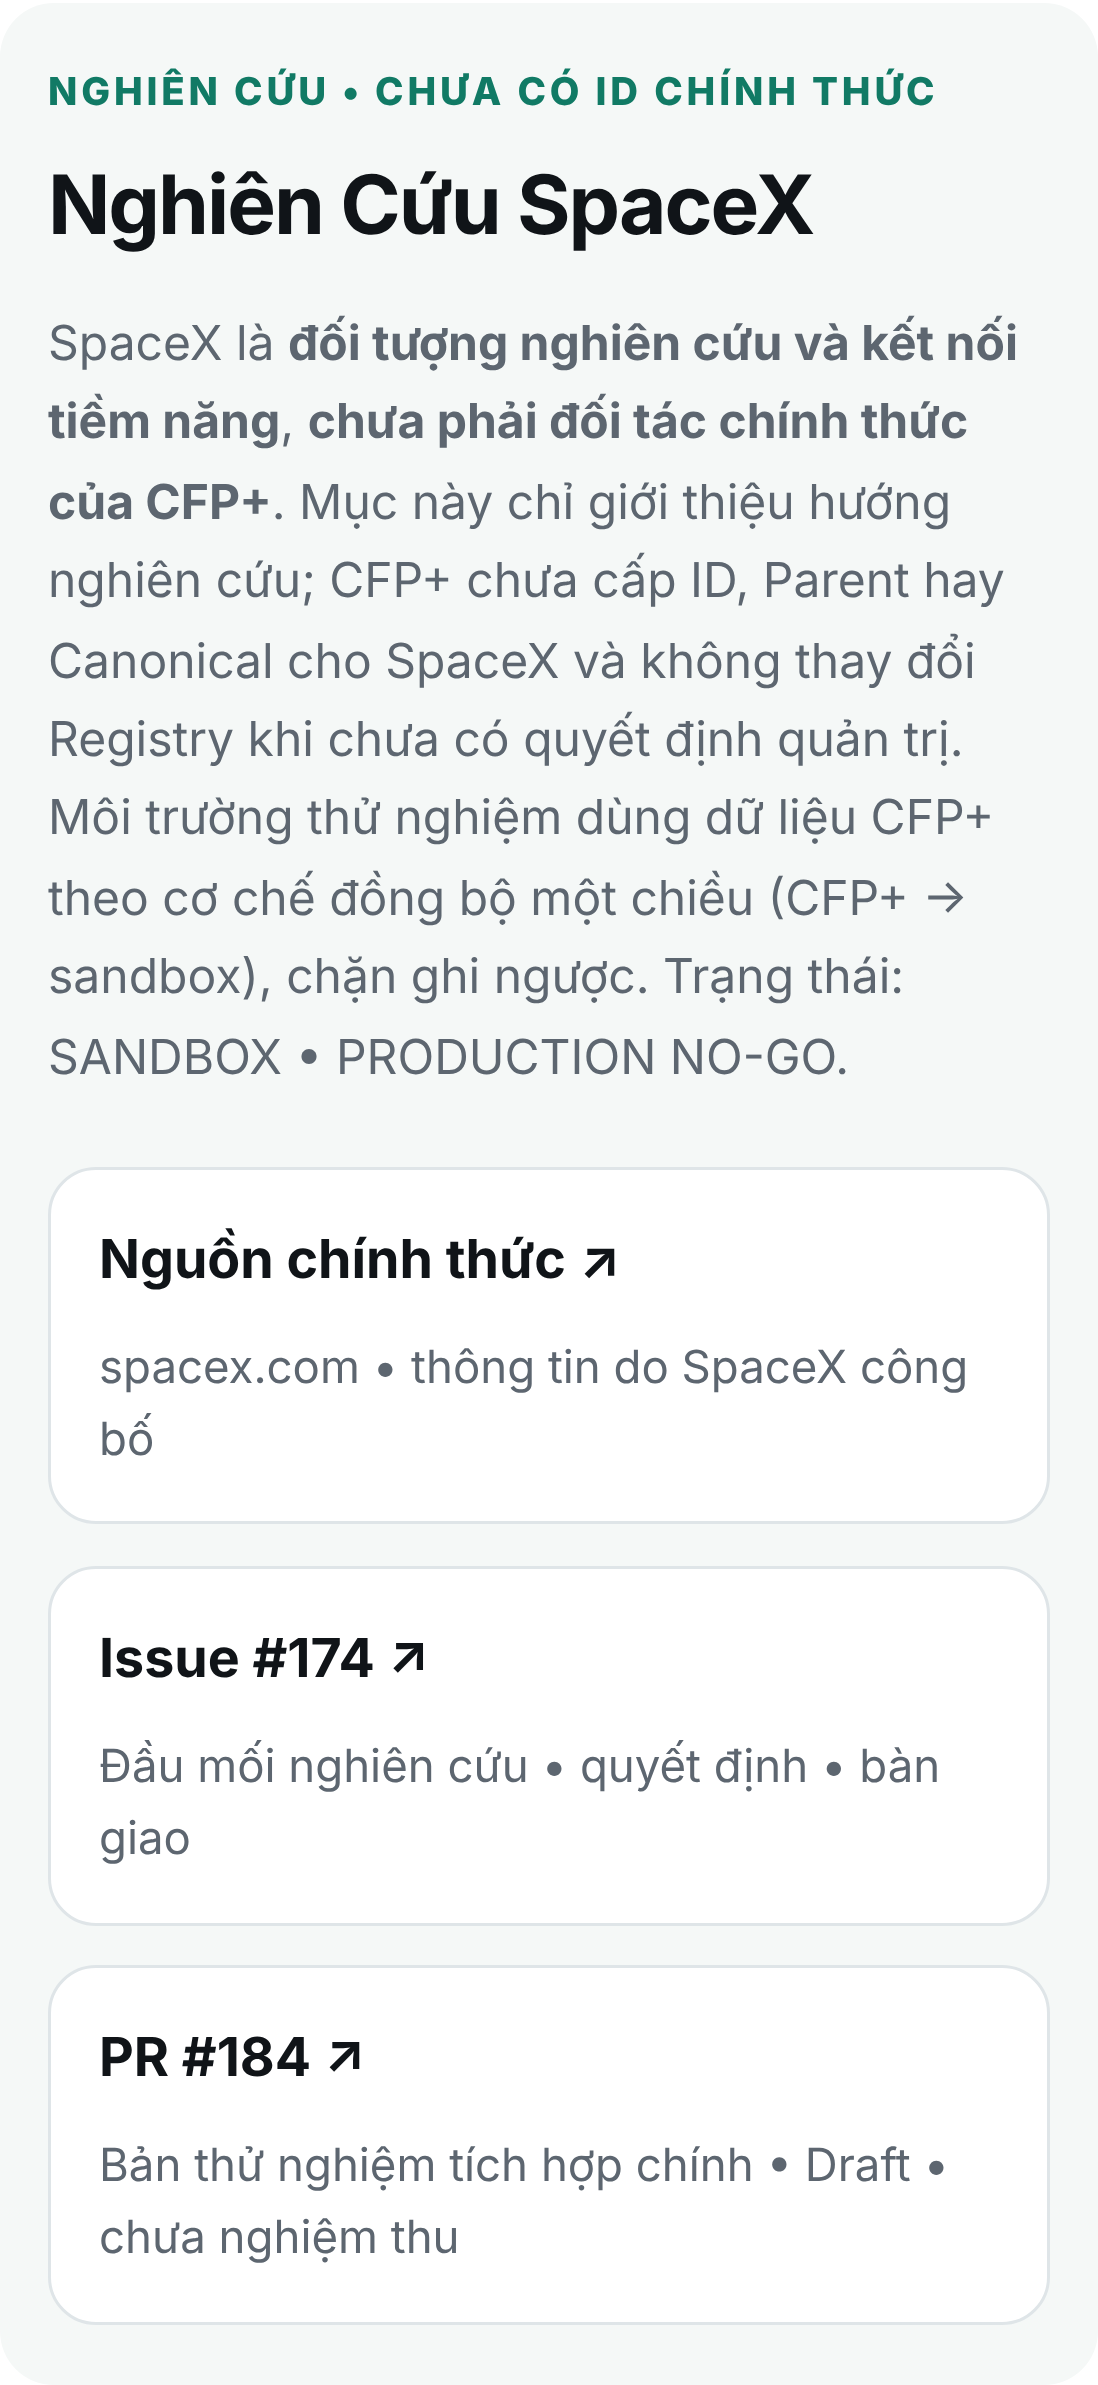 NGHIÊN CỨU • CHƯA CÓ ID CHÍNH THỨC
Nghiên Cứu SpaceX
SpaceX là đối tượng nghiên cứu và kết nối
tiềm năng, chưa phải đối tác chính thức
của CFP+. Mục này chỉ giới thiệu hướng
nghiên cứu; CFP+ chưa cấp ID, Parent hay
Canonical cho SpaceX và không thay đổi
Registry khi chưa có quyết định quản trị.
Môi trường thử nghiệm dùng dữ liệu CFP+
theo cơ chế đồng bộ một chiều (CFP+ →
sandbox), chặn ghi ngược. Trạng thái:
SANDBOX • PRODUCTION NO-GO.
Nguồn chính thức ↗
spacex.com • thông tin do SpaceX công
bố
Issue #174 ↗
Đầu mối nghiên cứu • quyết định • bàn
giao
PR #184 ↗
Bản thử nghiệm tích hợp chính • Draft •
chưa nghiệm thu